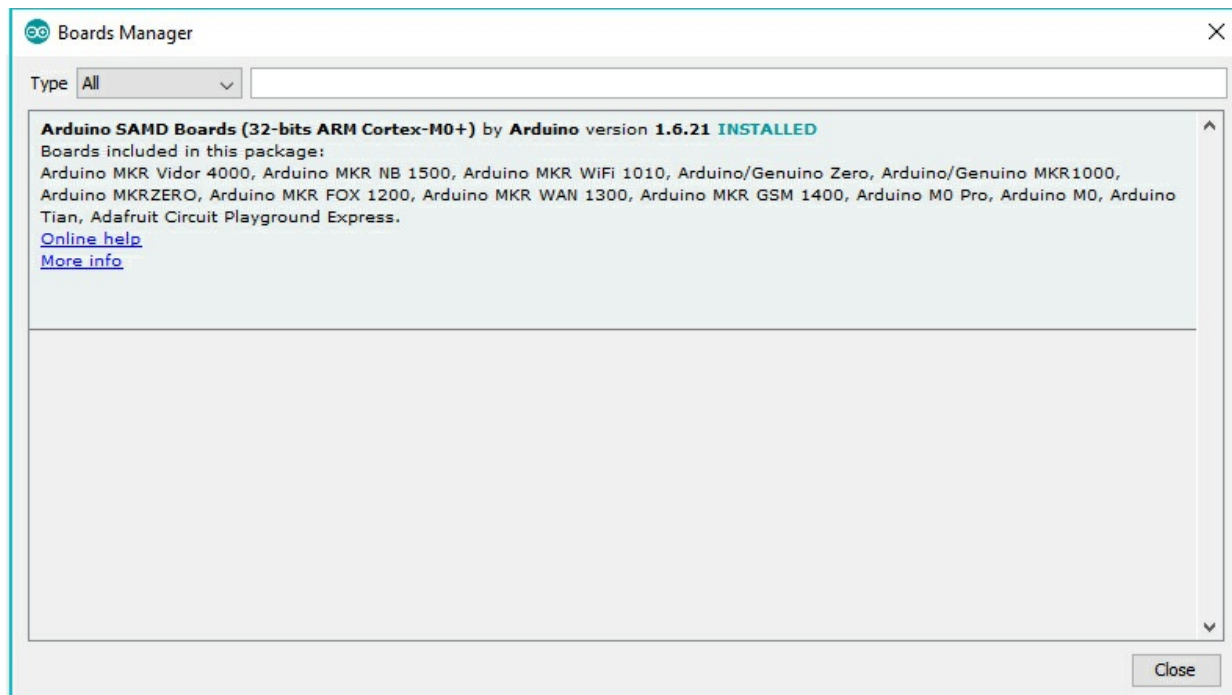 Boards Manager
Type All
Arduino SAMD Boards (32-bits ARM Cortex-M0+) by Arduino version 1.6.21 INSTALLED
Boards included in this package:
Arduino MKR Vidor 4000, Arduino MKR NB 1500, Arduino MKR WiFi 1010, Arduino/Genuino Zero, Arduino/Genuino MKR1000,
Arduino MKRZERO, Arduino MKR FOX 1200, Arduino MKR WAN 1300, Arduino MKR GSM 1400, Arduino M0 Pro, Arduino M0, Arduino
Tian, Adafruit Circuit Playground Express.
Online help
More info
Close